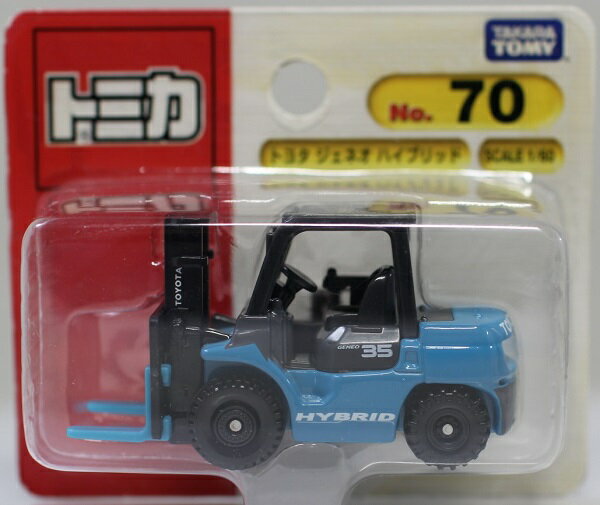 トミカ
TAKARA
TOMY
No. 70
トヨタ ジェネオ ハイブリッド
SCALE 1/60
TOYOTA
GENEO
35
HYBRID